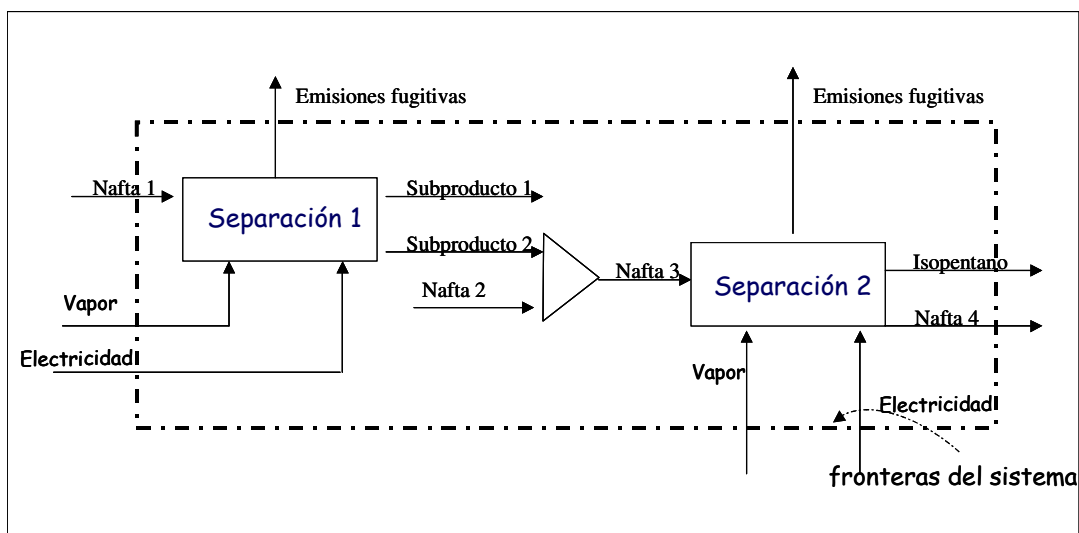 Emisiones fugitivas
Emisiones fugitivas
Nafta 1
Subproducto 1
Separación 1
Subproducto 2
Isopentano
Nafta 3
Separación 2
Nafta 2
Vapor
Nafta 4
Electricidad
Vapor
Electricidad
fronteras del sistema